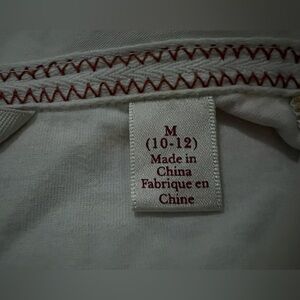 M
(10-12)
Made in
China
Fabrique en
Chine